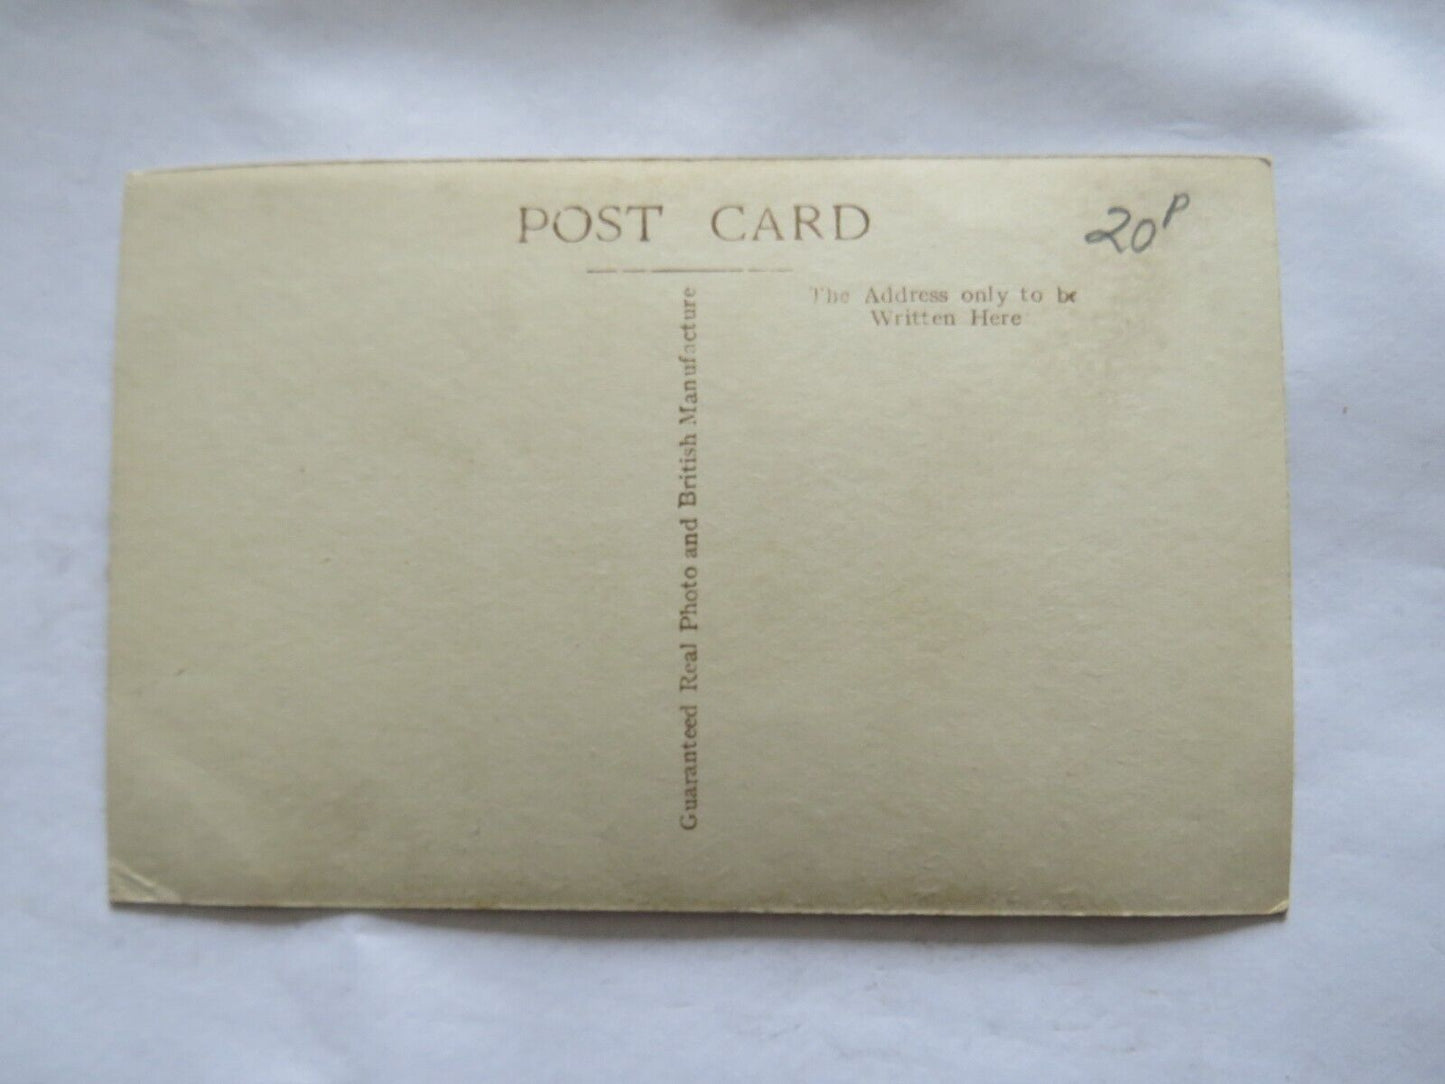 POST CARD
20P
The Address only to be
Written Here
Guaranteed Real Photo and British Manufacture